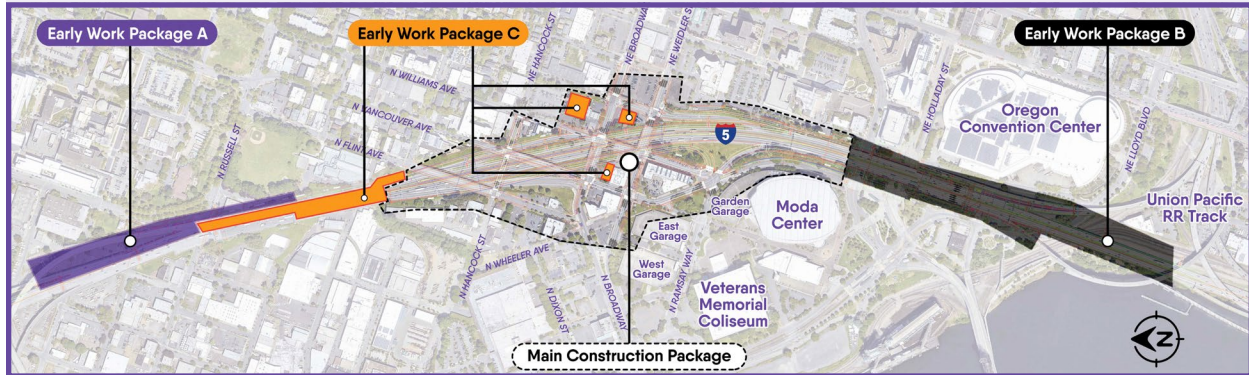 Early Work Package A
Early Work Package C
Early Work Package B
NE HANCOCK ST
NE BROADWAY
NE WEIDLER ST
N WILLIAMS AVE
N VANCOUVER AVE
N FLINT AVE
N RUSSELL ST
5
NE HOLLADAY ST
Oregon
Convention Center
NE LLOYD BLVD
Union Pacific
RR Track
Garden
Garage
Moda
Center
East
Garage
West
Garage
N HANCOCK ST
N WHEELER AVE
N DIXON ST
N BROADWAY
N RAMSAY WAY
Veterans
Memorial
Coliseum
Main Construction Package
Z